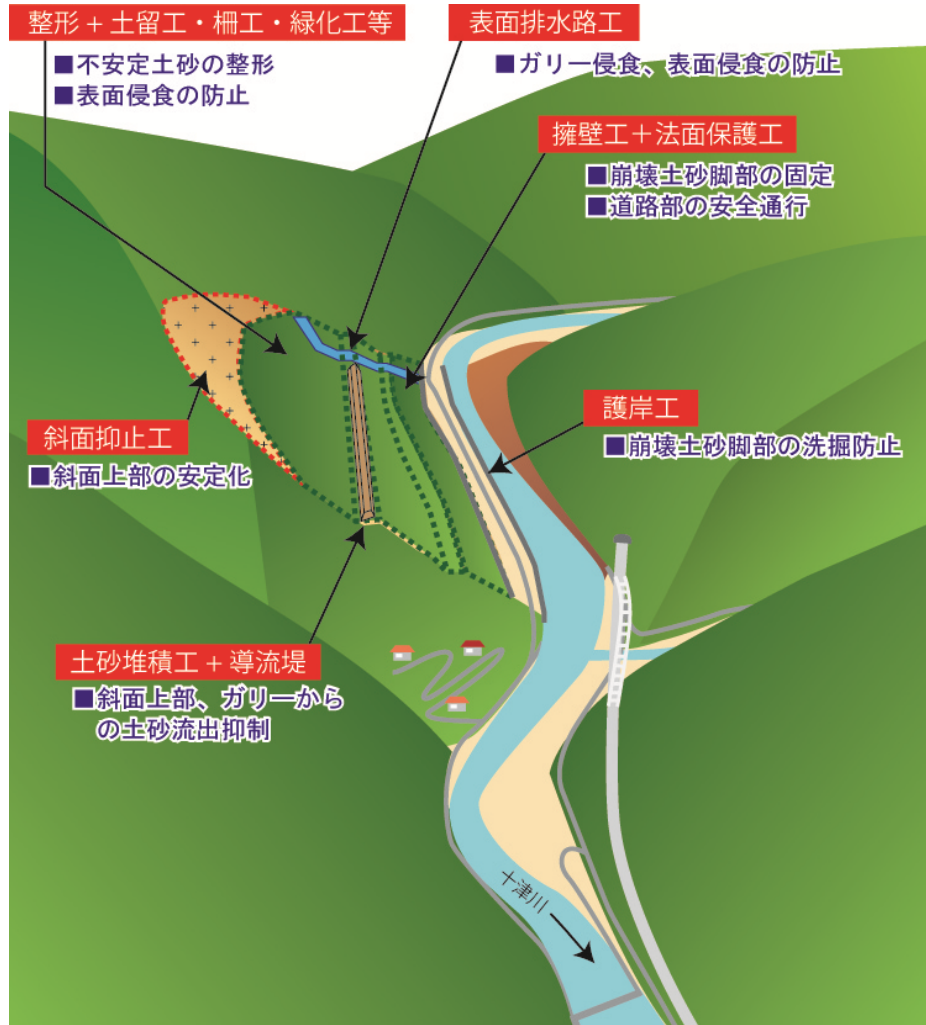 整形+土留工・柵工・緑化工等
■不安定土砂の整形
■表面侵食の防止
表面排水路工
■ガリー侵食、表面侵食の防止
擁壁工+法面保護工
■崩壊土砂脚部の固定
■道路部の安全通行
斜面抑止工
■斜面上部の安定化
護岸工
■崩壊土砂脚部の洗掘防止
土砂堆積工+導流堤
■斜面上部、ガリーから
の土砂流出抑制
十津川